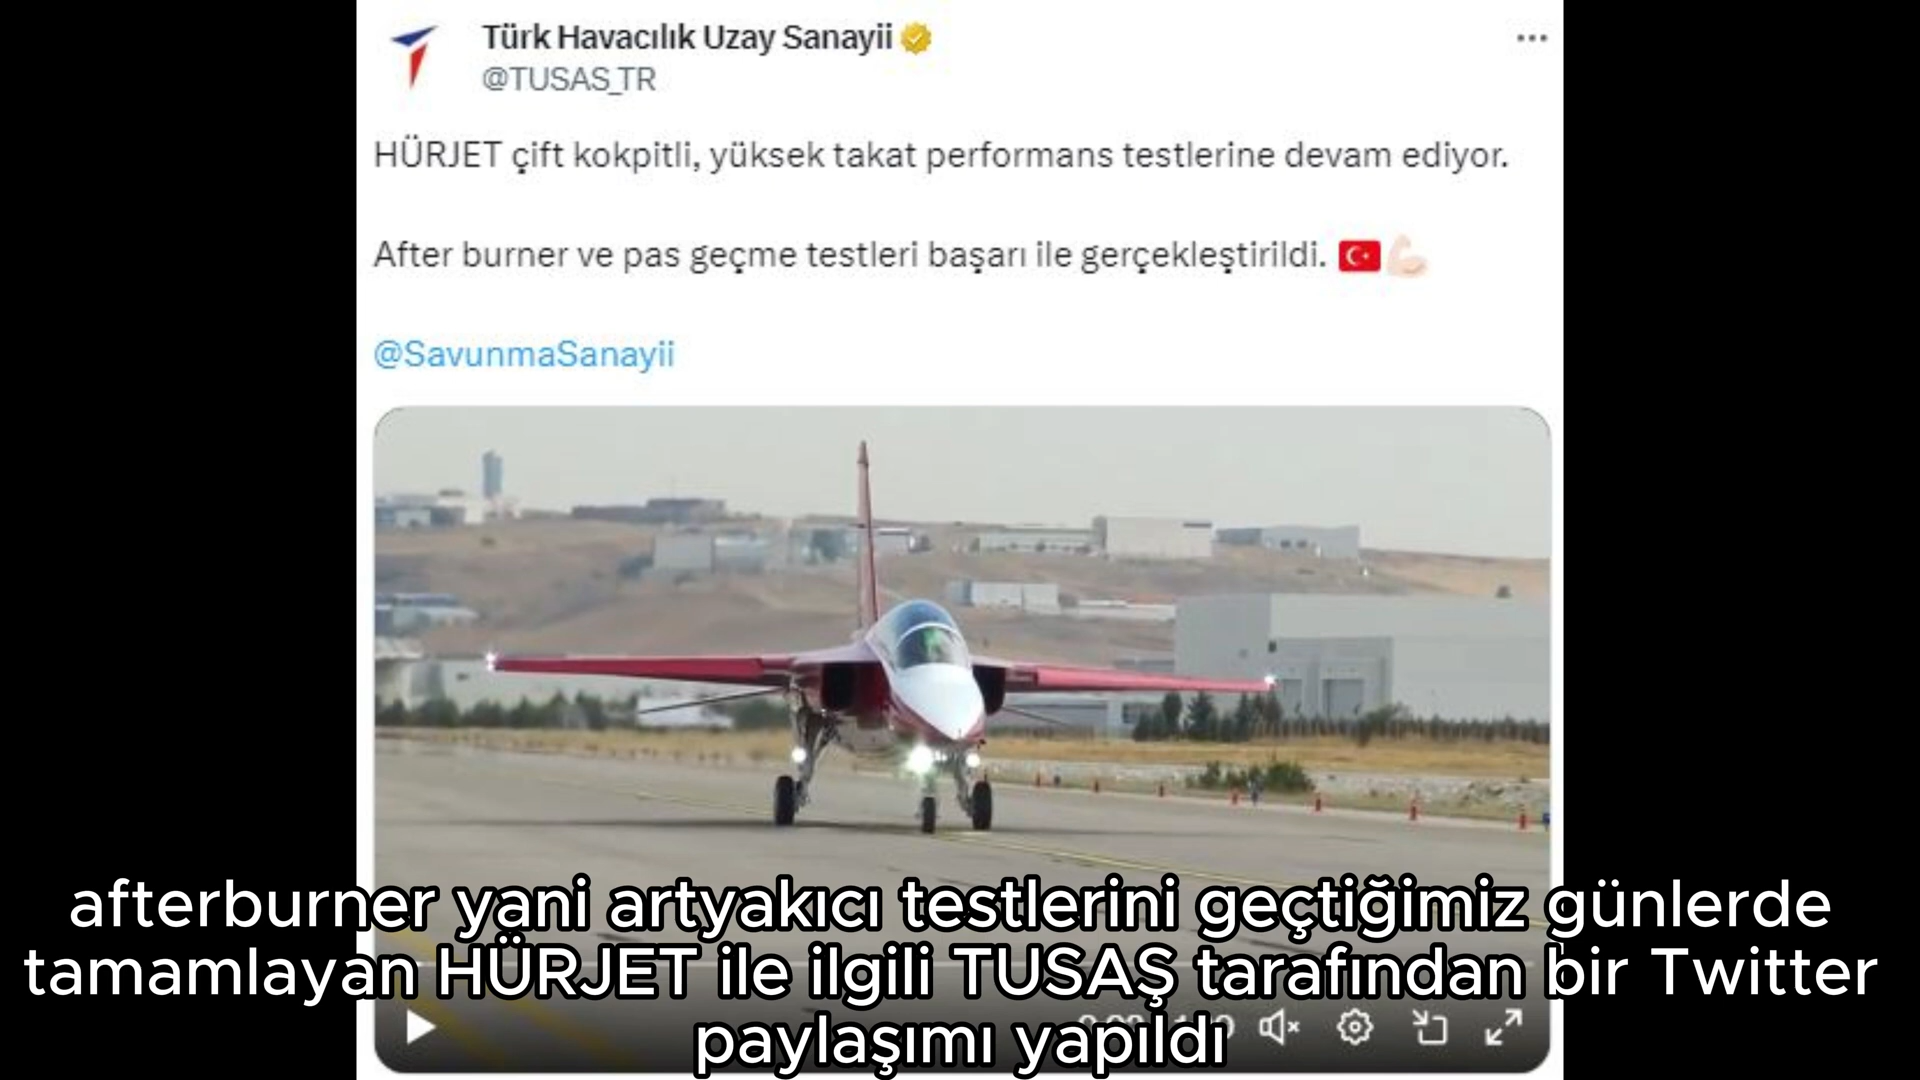 Türk Havacılık Uzay Sanayii
@TUSAS_TR
HÜRJET çift kokpitli, yüksek takat performans testlerine devam ediyor.
After burner ve pas geçme testleri başarı ile gerçekleştirildi. 🇹🇷💪🏻
@SavunmaSanayii
afterburner yani artyakıcı testlerini geçtiğimiz günlerde
tamamlayan HÜRJET ile ilgili TUSAŞ tarafından bir Twitter
paylaşımı yapıldı